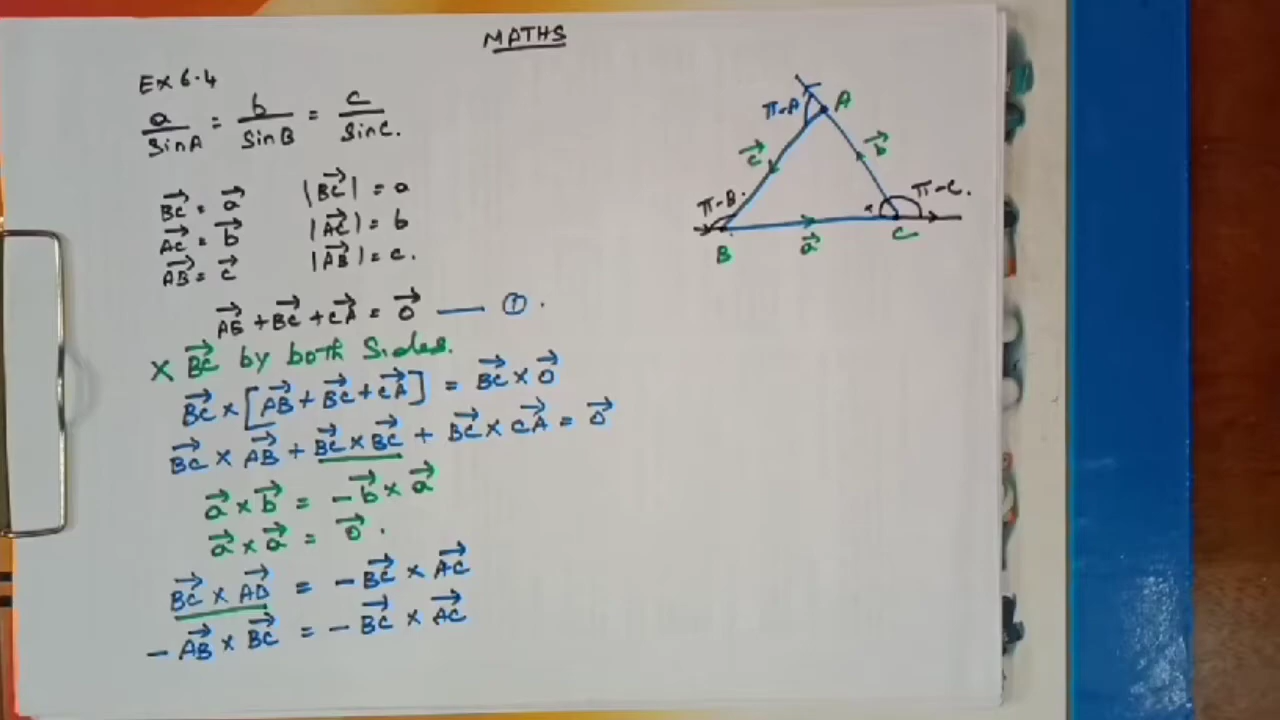 MATHS
Ex 6.4
a/SinA = b/SinB = c/SinC.
BC⃗ = a⃗ |BC⃗| = a
AC⃗ = b⃗ |AC⃗| = b
AB⃗ = c⃗ |AB⃗| = c.
AB⃗ + BC⃗ + CA⃗ = 0⃗ — ①.
× BC⃗ by both Sides.
BC⃗ × [AB⃗ + BC⃗ + CA⃗] = BC⃗ × 0⃗
BC⃗ × AB⃗ + BC⃗ × BC⃗ + BC⃗ × CA⃗ = 0⃗
a⃗ × b⃗ = -b⃗ × a⃗
a⃗ × a⃗ = 0⃗.
BC⃗ × AB⃗ = -BC⃗ × AC⃗
-AB⃗ × BC⃗ = -BC⃗ × AC⃗
π-A A
c⃗ b⃗
π-B. π-C.
B a⃗ C